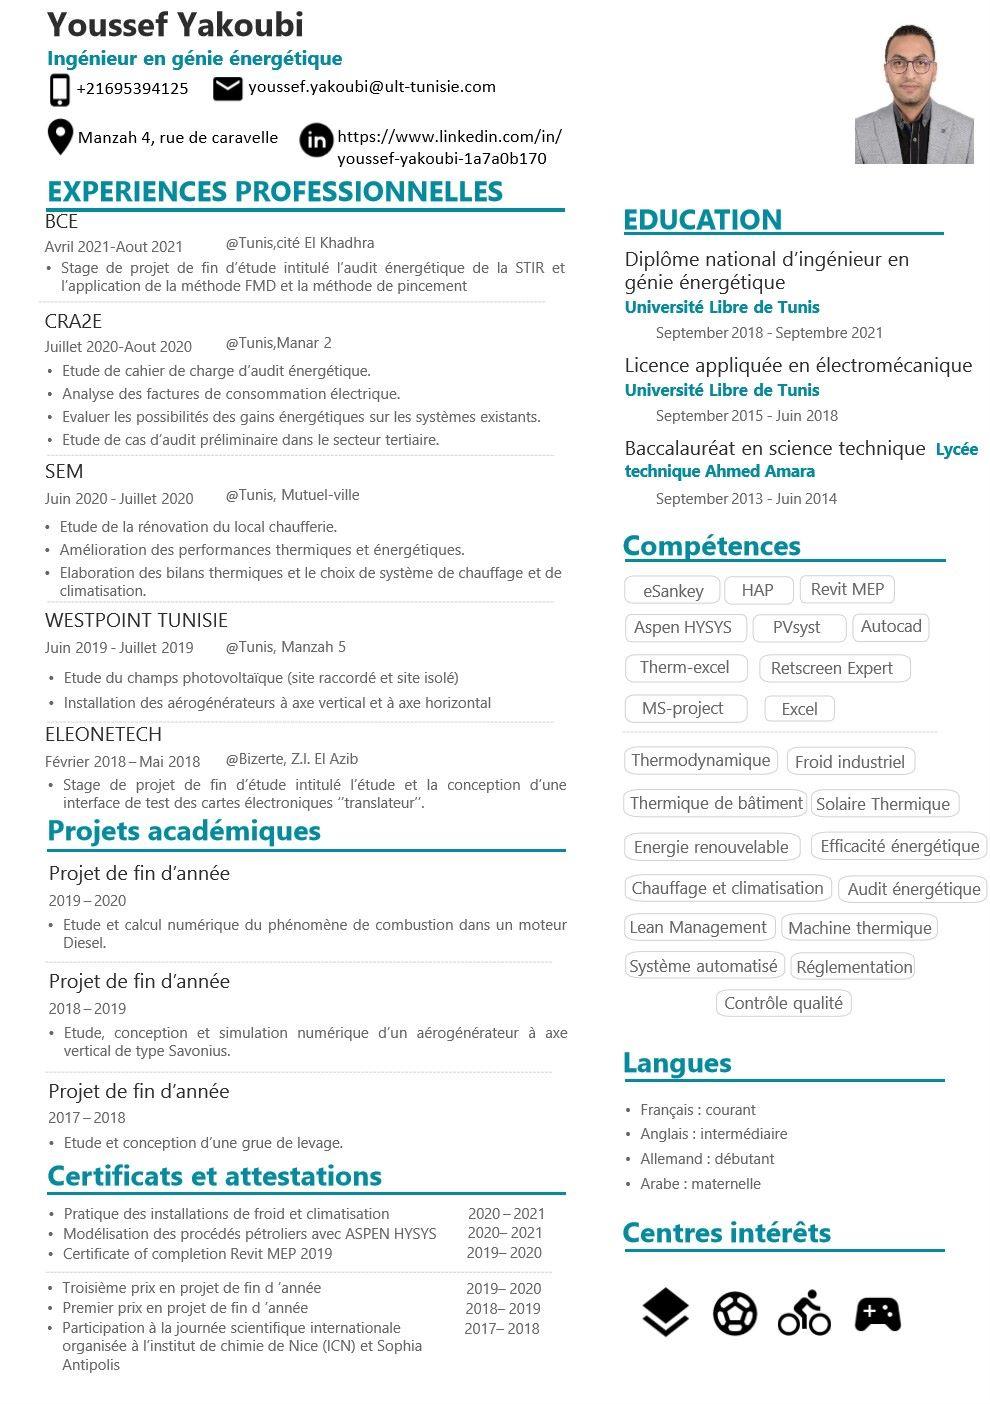 Youssef Yakoubi
Ingénieur en génie énergétique
+21695394125
youssef.yakoubi@ult-tunisie.com
Manzah 4, rue de caravelle
https://www.linkedin.com/in/
youssef-yakoubi-1a7a0b170
EXPERIENCES PROFESSIONNELLES
BCE
Avril 2021-Aout 2021 @Tunis,cité El Khadhra
• Stage de projet de fin d’étude intitulé l’audit énergétique de la STIR et
l’application de la méthode FMD et la méthode de pincement
CRA2E
Juillet 2020-Aout 2020 @Tunis,Manar 2
• Etude de cahier de charge d’audit énergétique.
• Analyse des factures de consommation électrique.
• Evaluer les possibilités des gains énergétiques sur les systèmes existants.
• Etude de cas d’audit préliminaire dans le secteur tertiaire.
SEM
Juin 2020 - Juillet 2020 @Tunis, Mutuel-ville
• Etude de la rénovation du local chaufferie.
• Amélioration des performances thermiques et énergétiques.
• Elaboration des bilans thermiques et le choix de système de chauffage et de
climatisation.
WESTPOINT TUNISIE
Juin 2019 - Juillet 2019 @Tunis, Manzah 5
• Etude du champs photovoltaïque (site raccordé et site isolé)
• Installation des aérogénérateurs à axe vertical et à axe horizontal
ELEONETECH
Février 2018 – Mai 2018 @Bizerte, Z.I. El Azib
• Stage de projet de fin d’étude intitulé l’étude et la conception d’une
interface de test des cartes électroniques ‘’translateur’’.
Projets académiques
Projet de fin d’année
2019 – 2020
• Etude et calcul numérique du phénomène de combustion dans un moteur
Diesel.
Projet de fin d’année
2018 – 2019
• Etude, conception et simulation numérique d’un aérogénérateur à axe
vertical de type Savonius.
Projet de fin d’année
2017 – 2018
• Etude et conception d’une grue de levage.
Certificats et attestations
• Pratique des installations de froid et climatisation 2020 – 2021
• Modélisation des procédés pétroliers avec ASPEN HYSYS 2020– 2021
• Certificate of completion Revit MEP 2019 2019– 2020
• Troisième prix en projet de fin d ’année 2019– 2020
• Premier prix en projet de fin d ’année 2018– 2019
• Participation à la journée scientifique internationale 2017– 2018
organisée à l’institut de chimie de Nice (ICN) et Sophia
Antipolis
EDUCATION
Diplôme national d’ingénieur en
génie énergétique
Université Libre de Tunis
September 2018 - Septembre 2021
Licence appliquée en électromécanique
Université Libre de Tunis
September 2015 - Juin 2018
Baccalauréat en science technique Lycée
technique Ahmed Amara
September 2013 - Juin 2014
Compétences
eSankey HAP Revit MEP
Aspen HYSYS PVsyst Autocad
Therm-excel Retscreen Expert
MS-project Excel
Thermodynamique Froid industriel
Thermique de bâtiment Solaire Thermique
Energie renouvelable Efficacité énergétique
Chauffage et climatisation Audit énergétique
Lean Management Machine thermique
Système automatisé Réglementation
Contrôle qualité
Langues
• Français : courant
• Anglais : intermédiaire
• Allemand : débutant
• Arabe : maternelle
Centres intérêts